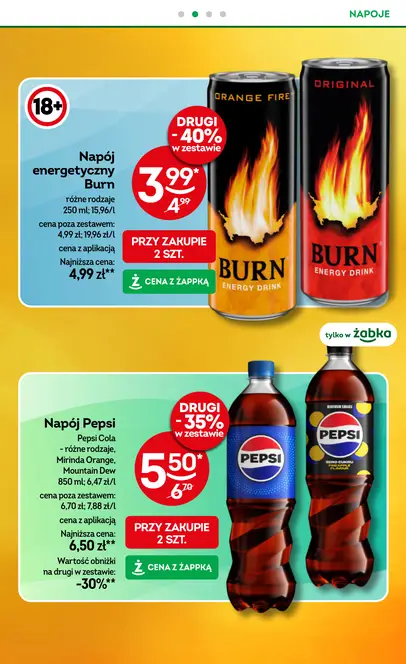 NAPOJE
18+
Napój
energetyczny
Burn
różne rodzaje
250 ml; 15,96/l
cena poza zestawem:
4,99 zł; 19,96 zł/l
cena z aplikacją
Najniższa cena:
4,99 zł**
DRUGI
- 40%
w zestawie
3,99*
4,99
PRZY ZAKUPIE
2 SZT.
CENA Z ŻAPPKĄ
ORANGE FIRE
BURN
ENERGY DRINK
ORIGINAL
BURN
ENERGY DRINK
tylko w żabka
Napój Pepsi
Pepsi Cola
- różne rodzaje,
Mirinda Orange,
Mountain Dew
850 ml; 6,47 zł/l
cena poza zestawem:
6,70 zł; 7,88 zł/l
cena z aplikacją
Najniższa cena:
6,50 zł**
Wartość obniżki
na drugi w zestawie:
-30%**
DRUGI
- 35%
w zestawie
5,50*
6,70
PRZY ZAKUPIE
2 SZT.
CENA Z ŻAPPKĄ
PEPSI
PEPSI
ZERO CUKRU